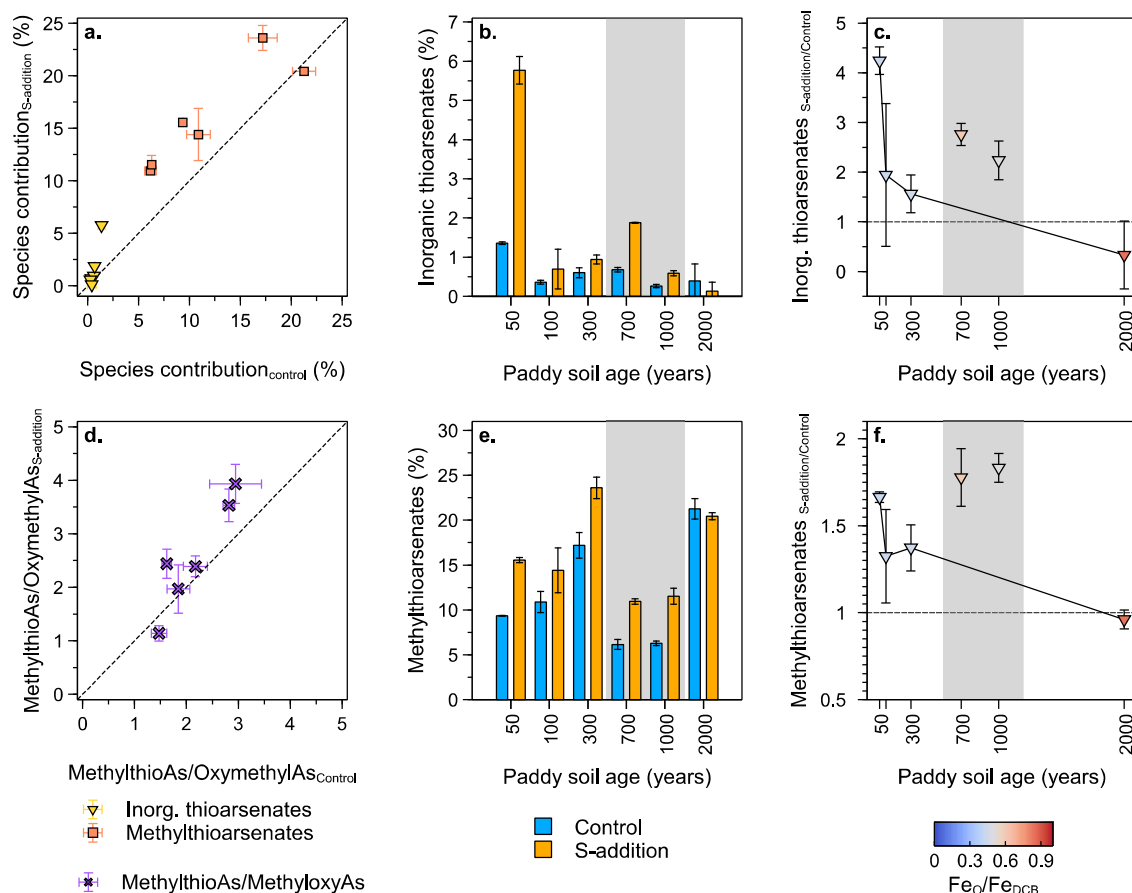 a.
Species contribution S-addition (%)
25
20
15
10
5
0
0 5 10 15 20 25
Species contribution control (%)
b.
Inorganic thioarsenates (%)
7
6
5
4
3
2
1
0
50 100 300 700 1000 2000
Paddy soil age (years)
c.
Inorg. thioarsenates S-addition/Control
5
4
3
2
1
0
50 300 700 1000 2000
Paddy soil age (years)
d.
MethylthioAs/OxymethylAs S-addition
5
4
3
2
1
0
0 1 2 3 4 5
MethylthioAs/OxymethylAs Control
e.
Methylthioarsenates (%)
30
25
20
15
10
5
0
50 100 300 700 1000 2000
Paddy soil age (years)
f.
Methylthioarsenates S-addition/Control
2
1.5
1
0.5
50 300 700 1000 2000
Paddy soil age (years)
Inorg. thioarsenates
Methylthioarsenates
MethylthioAs/MethyloxyAs
Control
S-addition
0 0.3 0.6 0.9
FeO/FeDCB